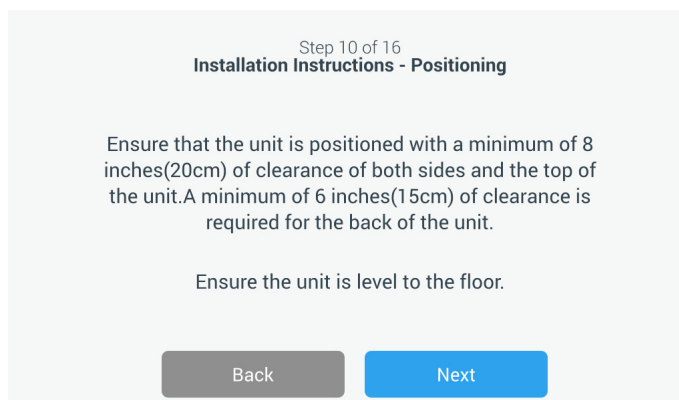 Step 10 of 16
Installation Instructions - Positioning
Ensure that the unit is positioned with a minimum of 8
inches(20cm) of clearance of both sides and the top of
the unit.A minimum of 6 inches(15cm) of clearance is
required for the back of the unit.
Ensure the unit is level to the floor.
Back
Next